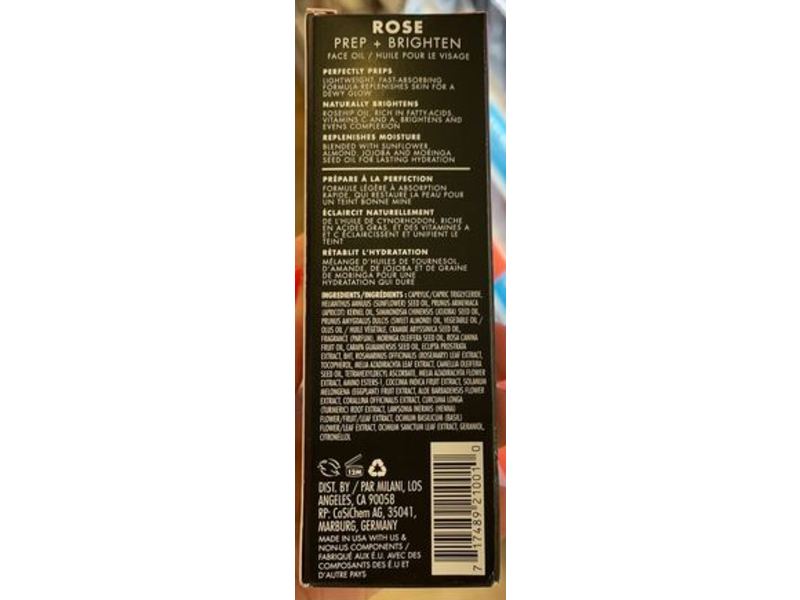 ROSE
PREP + BRIGHTEN
FACE OIL / HUILE POUR LE VISAGE
PERFECTLY PREPS
LIGHTWEIGHT, FAST-ABSORBING
FORMULA REPLENISHES SKIN FOR A
DEWY GLOW
NATURALLY BRIGHTENS
ROSEHIP OIL, RICH IN FATTY-ACIDS,
VITAMINS C AND A, BRIGHTENS AND
EVENS COMPLEXION
REPLENISHES MOISTURE
BLENDED WITH SUNFLOWER,
ALMOND, JOJOBA AND MORINGA
SEED OIL FOR LASTING HYDRATION
PRÉPARE À LA PERFECTION
FORMULE LÉGÈRE À ABSORPTION
RAPIDE, QUI RESTAURE LA PEAU POUR
UN TEINT BONNE MINE
ÉCLAIRCIT NATURELLEMENT
DE L'HUILE DE CYNORHODON, RICHE
EN ACIDES GRAS, ET DES VITAMINES A
ET C ÉCLAIRCISSENT ET UNIFIENT LE
TEINT
RÉTABLIT L'HYDRATATION
MÉLANGE D'HUILES DE TOURNESOL,
D'AMANDE, DE JOJOBA ET DE GRAINE
DE MORINGA POUR UNE
HYDRATATION QUI DURE
INGREDIENTS/INGRÉDIENTS: CAPRYLIC/CAPRIC TRIGLYCERIDE,
HELIANTHUS ANNUUS (SUNFLOWER) SEED OIL, PRUNUS ARMENIACA
(APRICOT) KERNEL OIL, SIMMONDSIA CHINENSIS (JOJOBA) SEED OIL,
PRUNUS AMYGDALUS DULCIS (SWEET ALMOND) OIL, VEGETABLE OIL /
OLUS OIL / HUILE VÉGÉTALE, CRAMBE ABYSSINICA SEED OIL,
FRAGRANCE (PARFUM), MORINGA OLEIFERA SEED OIL, ROSA CANINA
FRUIT OIL, CARAPA GUAIANENSIS SEED OIL, ECLIPTA PROSTRATA
EXTRACT, BHT, ROSMARINUS OFFICINALIS (ROSEMARY) LEAF EXTRACT,
TOCOPHEROL, MELIA AZADIRACHTA LEAF EXTRACT, CAMELLIA OLEIFERA
SEED OIL, TETRAHEXYLDECYL ASCORBATE, MELIA AZADIRACHTA FLOWER
EXTRACT, AMINO ESTERS-1, COCCINIA INDICA FRUIT EXTRACT, SOLANUM
MELONGENA (EGGPLANT) FRUIT EXTRACT, ALOE BARBADENSIS FLOWER
EXTRACT, CORALLINA OFFICINALIS EXTRACT, CURCUMA LONGA
(TURMERIC) ROOT EXTRACT, LAWSONIA INERMIS (HENNA)
FLOWER/FRUIT/LEAF EXTRACT, OCIMUM BASILICUM (BASIL)
FLOWER/LEAF EXTRACT, OCIMUM SANCTUM LEAF EXTRACT, GERANIOL,
CITRONELLOL
12M
DIST. BY / PAR MILANI, LOS
ANGELES, CA 90058
RP: CoSiChem AG, 35041,
MARBURG, GERMANY
MADE IN USA WITH US &
NON-US COMPONENTS /
FABRIQUÉ AUX É.U. AVEC DES
COMPOSANTS DES É.U ET
D'AUTRE PAYS
7 17489 21001 0